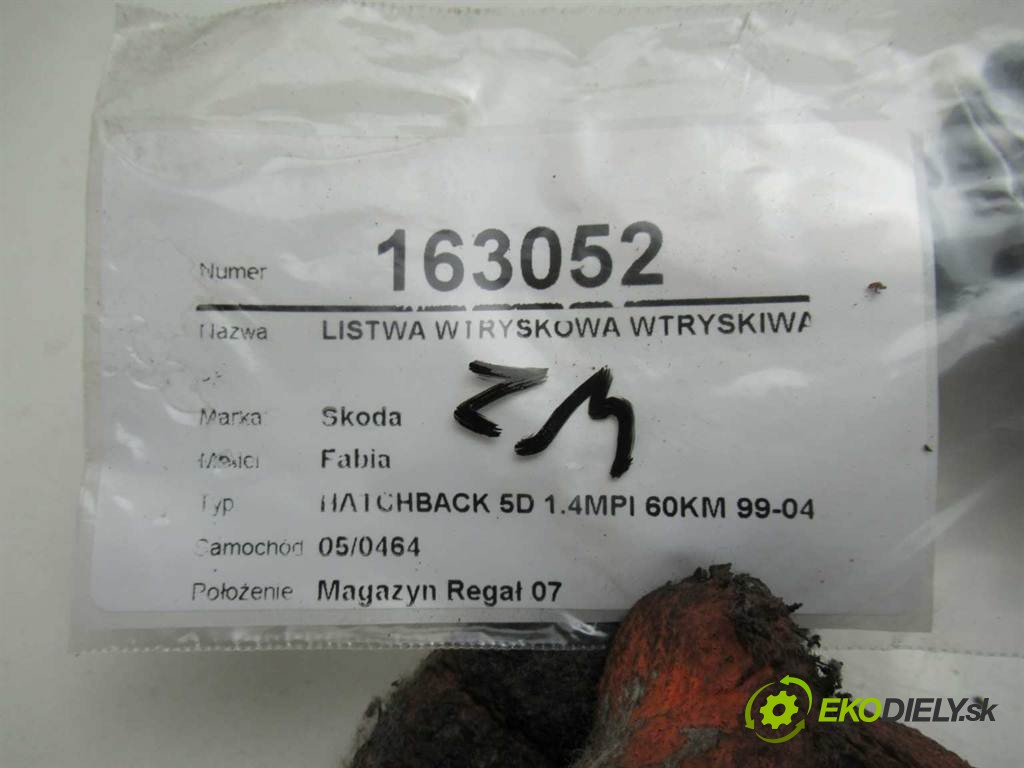 Numer 163052
Nazwa LISTWA WTRYSKOWA WTRYSKIWA
ZM
Marka Skoda
Model Fabia
Typ HATCHBACK 5D 1.4MPI 60KM 99-04
Samochód 05/0464
Położenie Magazyn Regał 07
EKODIELY.sk